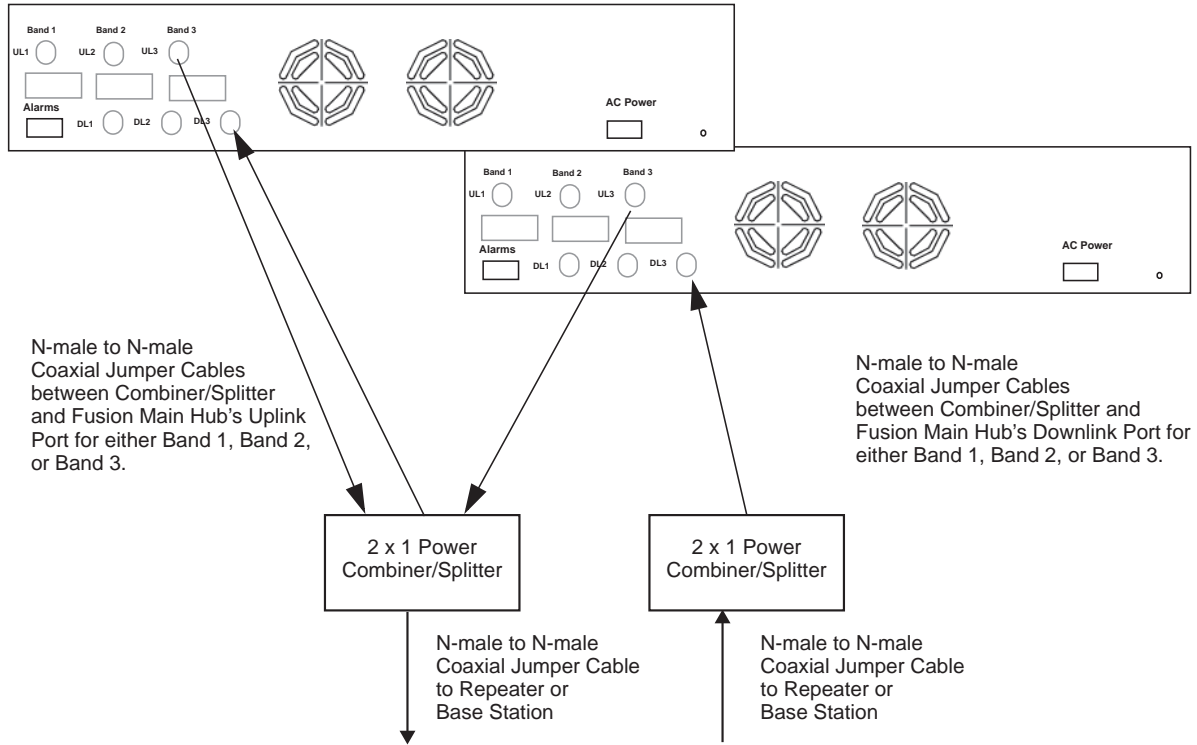 Band 1 Band 2 Band 3
UL1 UL2 UL3
Alarms
DL1 DL2 DL3
AC Power
Band 1 Band 2 Band 3
UL1 UL2 UL3
Alarms
DL1 DL2 DL3
AC Power
N-male to N-male
Coaxial Jumper Cables
between Combiner/Splitter
and Fusion Main Hub's Uplink
Port for either Band 1, Band 2,
or Band 3.
N-male to N-male
Coaxial Jumper Cables
between Combiner/Splitter and
Fusion Main Hub's Downlink Port for
either Band 1, Band 2, or Band 3.
2 x 1 Power
Combiner/Splitter
2 x 1 Power
Combiner/Splitter
N-male to N-male
Coaxial Jumper Cable
to Repeater or
Base Station
N-male to N-male
Coaxial Jumper Cable
to Repeater or
Base Station